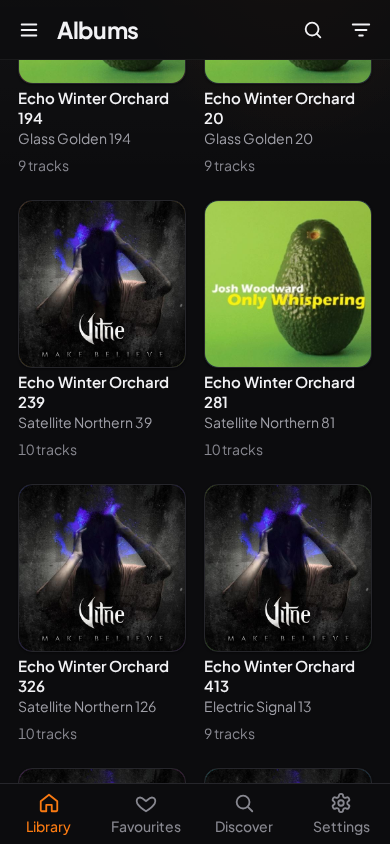 Albums
Echo Winter Orchard
194
Glass Golden 194
9 tracks
Echo Winter Orchard
20
Glass Golden 20
9 tracks
Vitne
MAKE BELIEVE
Echo Winter Orchard
239
Satellite Northern 39
10 tracks
Josh Woodward
Only Whispering
Echo Winter Orchard
281
Satellite Northern 81
10 tracks
Vitne
MAKE BELIEVE
Echo Winter Orchard
326
Satellite Northern 126
10 tracks
Vitne
MAKE BELIEVE
Echo Winter Orchard
413
Electric Signal 13
9 tracks
Library
Favourites
Discover
Settings